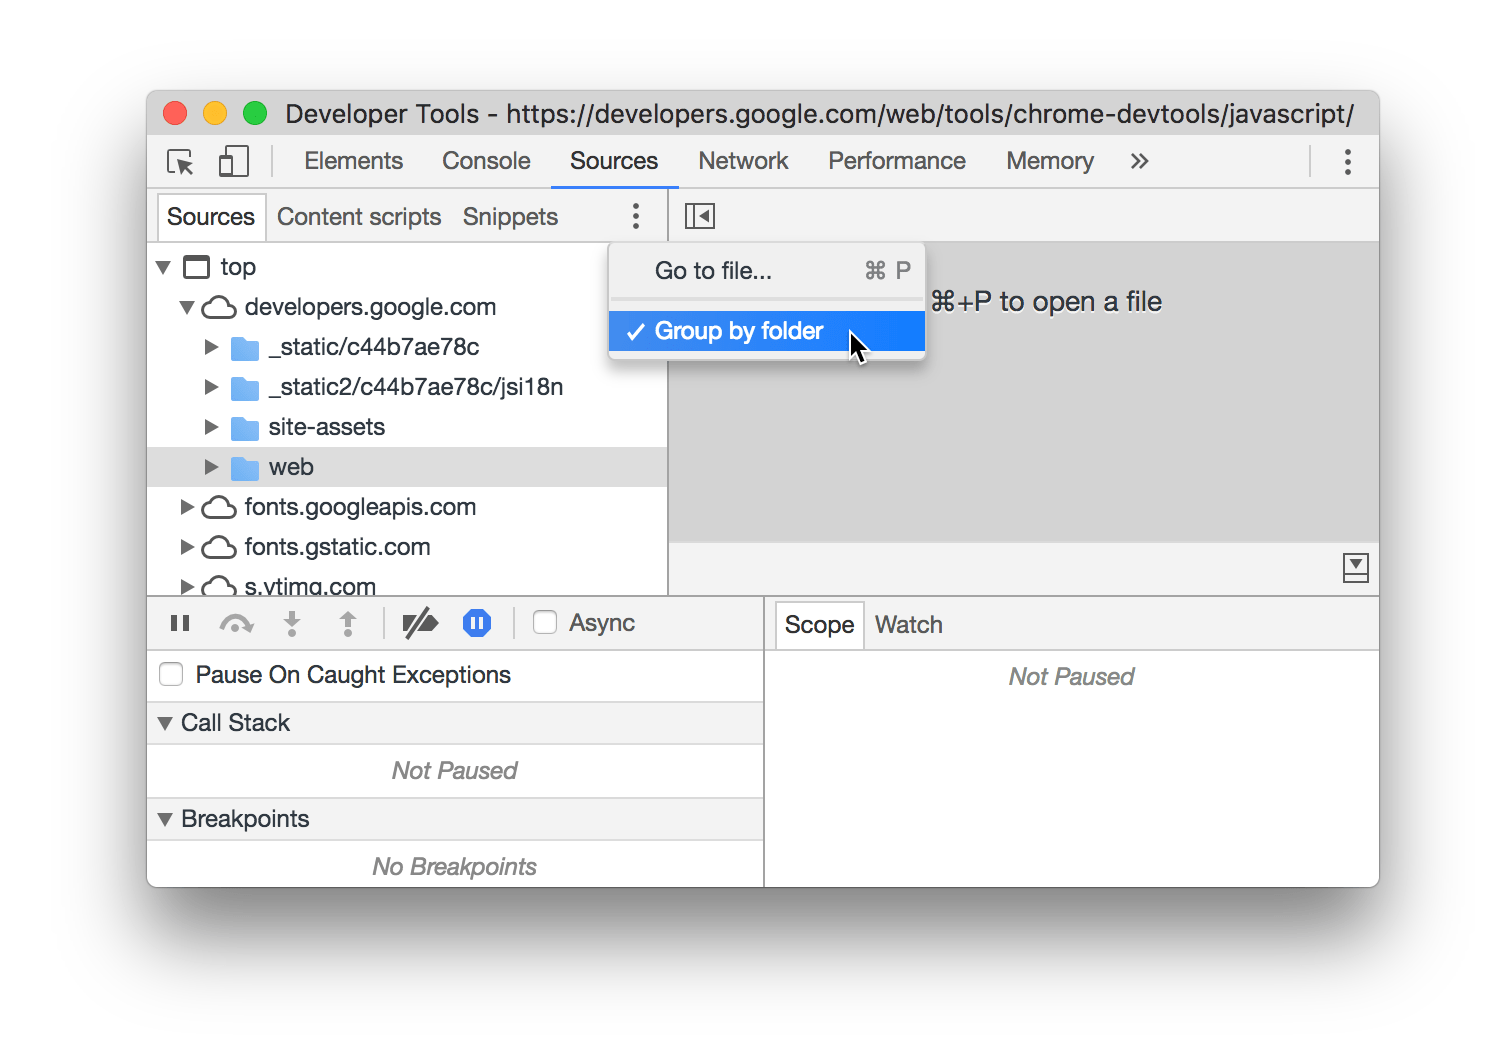 Developer Tools - https://developers.google.com/web/tools/chrome-devtools/javascript/
Elements Console Sources Network Performance Memory »
Sources Content scripts Snippets
top
developers.google.com
_static/c44b7ae78c
_static2/c44b7ae78c/jsi18n
site-assets
web
fonts.googleapis.com
fonts.gstatic.com
s.ytimg.com
Go to file... ⌘ P
✓ Group by folder
⌘+P to open a file
Async
Pause On Caught Exceptions
Call Stack
Not Paused
Breakpoints
No Breakpoints
Scope Watch
Not Paused